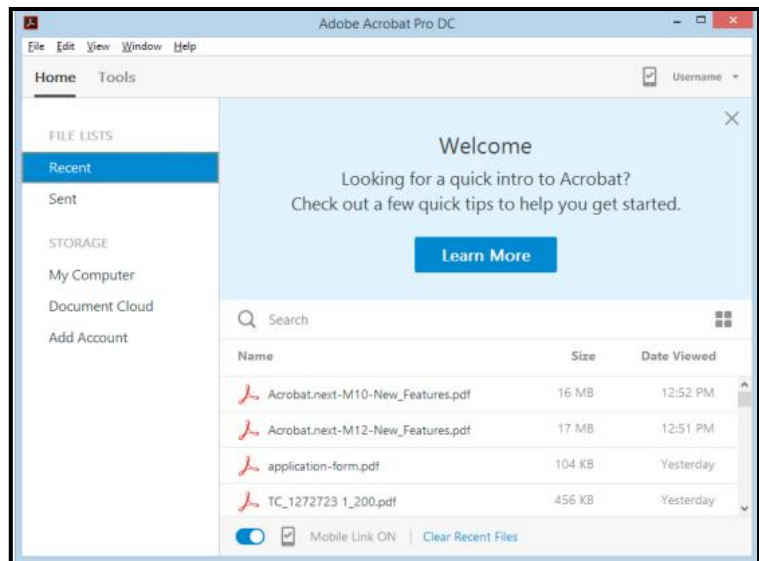 Adobe Acrobat Pro DC
File Edit View Window Help
Home Tools
Username
FILE LISTS
Recent
Sent
STORAGE
My Computer
Document Cloud
Add Account
Welcome
Looking for a quick intro to Acrobat?
Check out a few quick tips to help you get started.
Learn More
Search
Name Size Date Viewed
Acrobat.next-M10-New_Features.pdf 16 MB 12:52 PM
Acrobat.next-M12-New_Features.pdf 17 MB 12:51 PM
application-form.pdf 104 KB Yesterday
TC_1272723 1_200.pdf 456 KB Yesterday
Mobile Link ON | Clear Recent Files